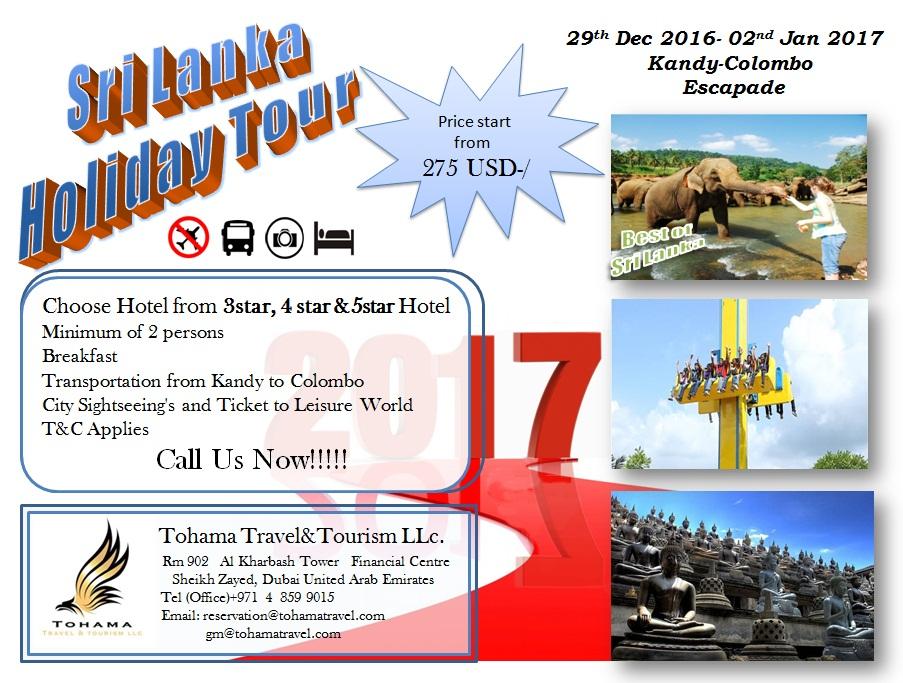 Sri Lanka
Holiday Tour
29th Dec 2016- 02nd Jan 2017
Kandy-Colombo
Escapade
Price start
from
275 USD-/
Best of
Sri Lanka
Choose Hotel from 3star, 4 star &5star Hotel
Minimum of 2 persons
Breakfast
Transportation from Kandy to Colombo
City Sightseeing's and Ticket to Leisure World
T&C Applies
Call Us Now!!!!!
2017
Tohama Travel&Tourism LLc.
Rm 902 Al Kharbash Tower Financial Centre
Sheikh Zayed, Dubai United Arab Emirates
Tel (Office)+971 4 359 9015
Email: reservation@tohamatravel.com
gm@tohamatravel.com
TOHAMA
TRAVEL & TOURISM LLC